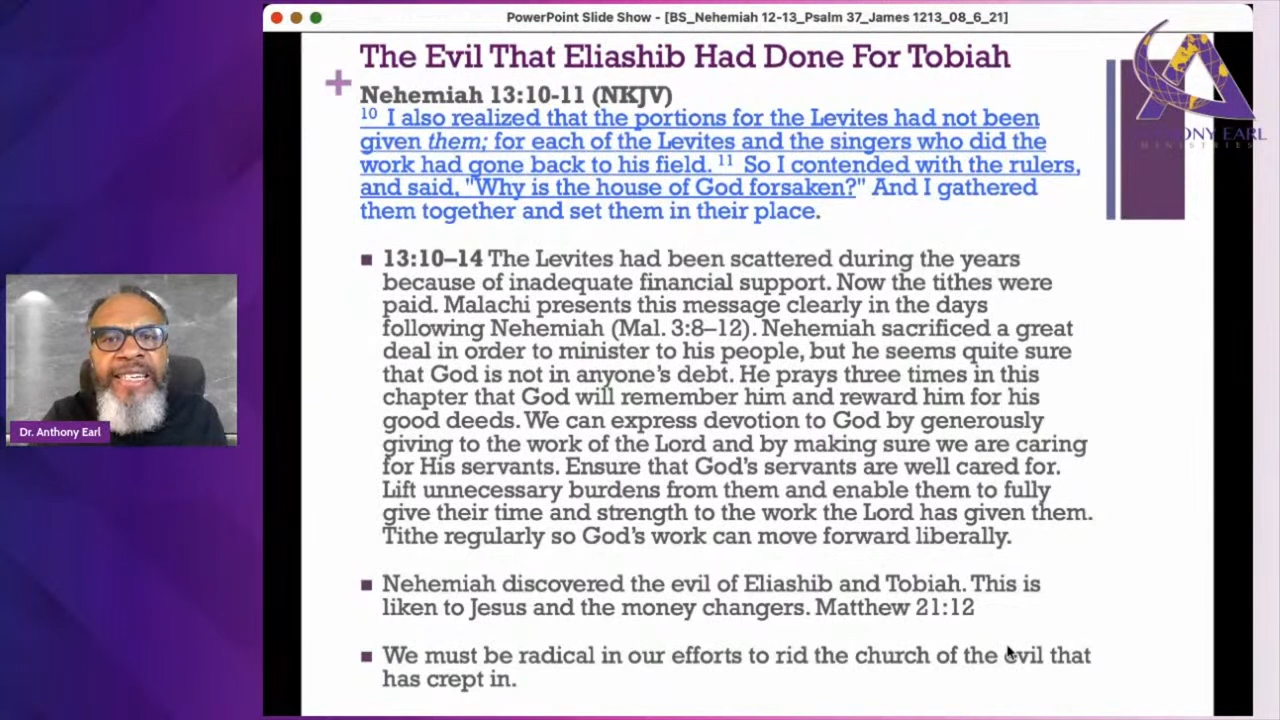 PowerPoint Slide Show - [BS_Nehemiah 12-13_Psalm 37_James 1213_08_6_21]
The Evil That Eliashib Had Done For Tobiah
Nehemiah 13:10-11 (NKJV)
10 I also realized that the portions for the Levites had not been
given them; for each of the Levites and the singers who did the
work had gone back to his field. 11 So I contended with the rulers,
and said, "Why is the house of God forsaken?" And I gathered
them together and set them in their place.
13:10–14 The Levites had been scattered during the years
because of inadequate financial support. Now the tithes were
paid. Malachi presents this message clearly in the days
following Nehemiah (Mal. 3:8–12). Nehemiah sacrificed a great
deal in order to minister to his people, but he seems quite sure
that God is not in anyone's debt. He prays three times in this
chapter that God will remember him and reward him for his
good deeds. We can express devotion to God by generously
giving to the work of the Lord and by making sure we are caring
for His servants. Ensure that God's servants are well cared for.
Lift unnecessary burdens from them and enable them to fully
give their time and strength to the work the Lord has given them.
Tithe regularly so God's work can move forward liberally.
Nehemiah discovered the evil of Eliashib and Tobiah. This is
liken to Jesus and the money changers. Matthew 21:12
We must be radical in our efforts to rid the church of the evil that
has crept in.
Dr. Anthony Earl
EARL
MINISTRIES